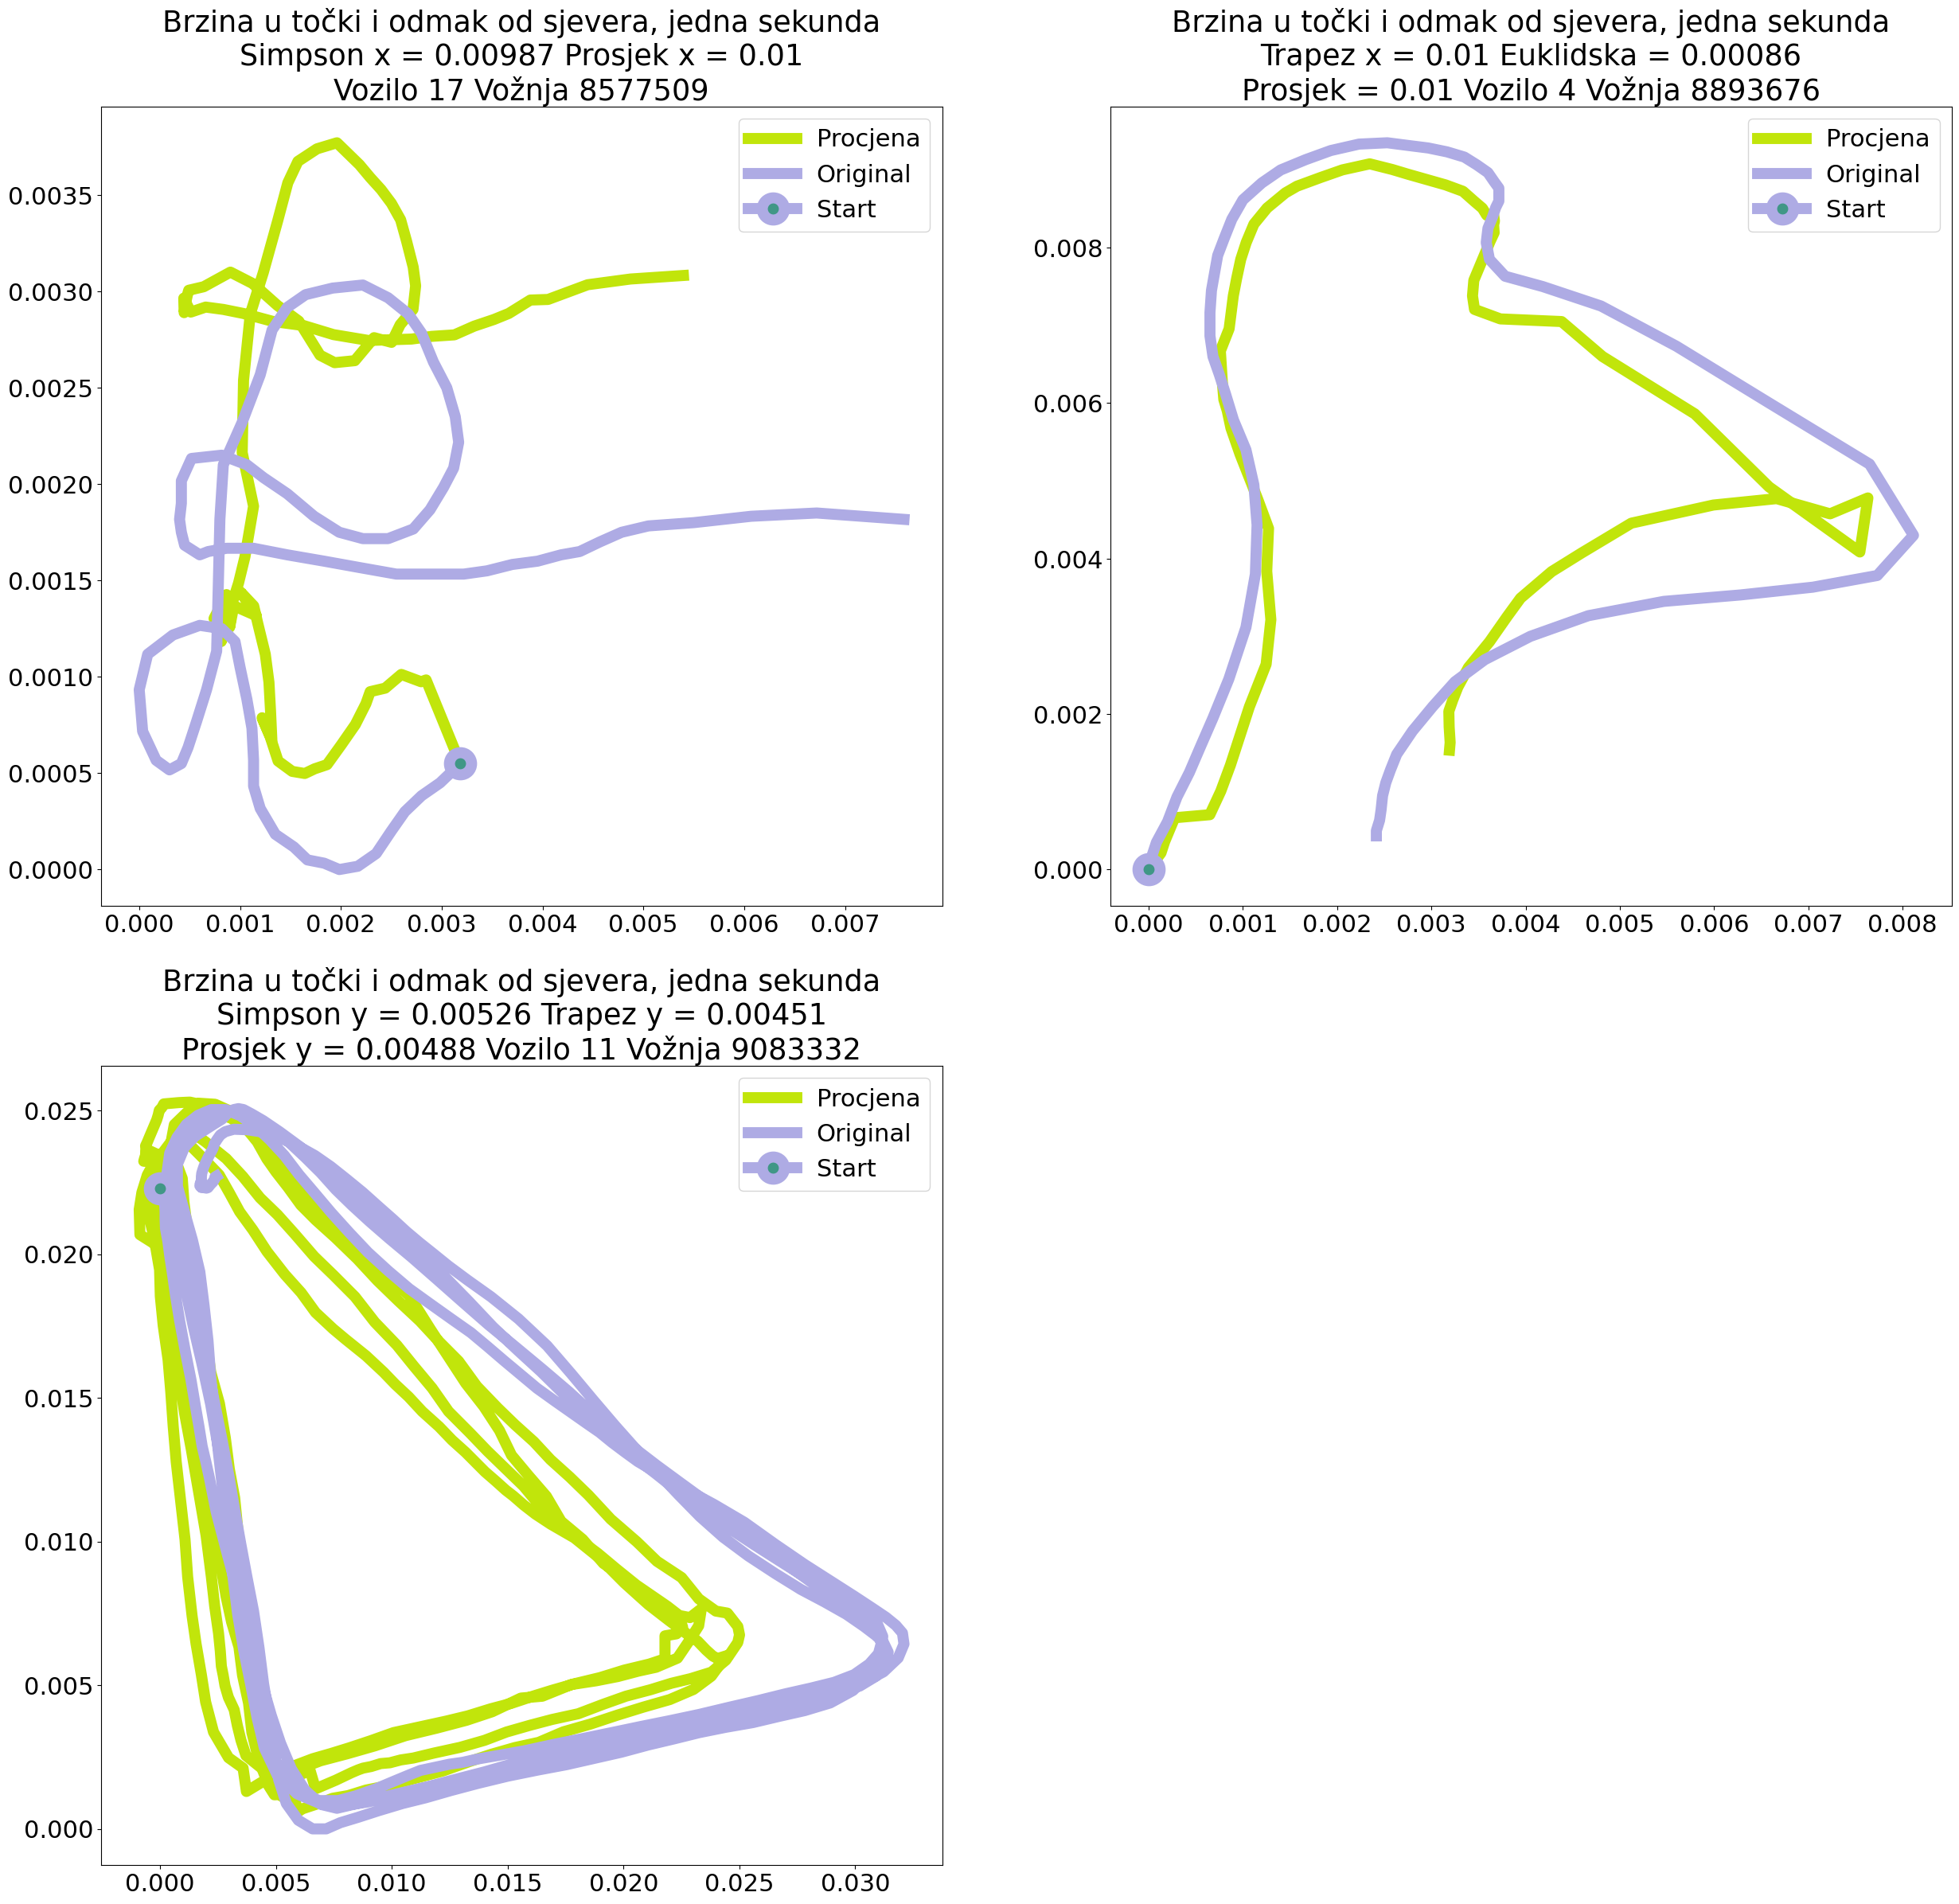 Brzina u točki i odmak od sjevera, jedna sekunda
Simpson x = 0.00987 Prosjek x = 0.01
Vozilo 17 Vožnja 8577509
Procjena
Original
Start
0.0035
0.0030
0.0025
0.0020
0.0015
0.0010
0.0005
0.0000
0.000 0.001 0.002 0.003 0.004 0.005 0.006 0.007
Brzina u točki i odmak od sjevera, jedna sekunda
Trapez x = 0.01 Euklidska = 0.00086
Prosjek = 0.01 Vozilo 4 Vožnja 8893676
Procjena
Original
Start
0.008
0.006
0.004
0.002
0.000
0.000 0.001 0.002 0.003 0.004 0.005 0.006 0.007 0.008
Brzina u točki i odmak od sjevera, jedna sekunda
Simpson y = 0.00526 Trapez y = 0.00451
Prosjek y = 0.00488 Vozilo 11 Vožnja 9083332
Procjena
Original
Start
0.025
0.020
0.015
0.010
0.005
0.000
0.000 0.005 0.010 0.015 0.020 0.025 0.030